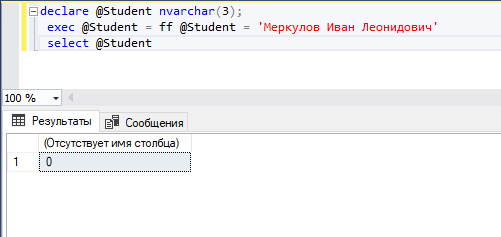 declare @Student nvarchar(3);
exec @Student = ff @Student = 'Меркулов Иван Леонидович'
select @Student
100 %
Результаты Сообщения
(Отсутствует имя столбца)
1 0